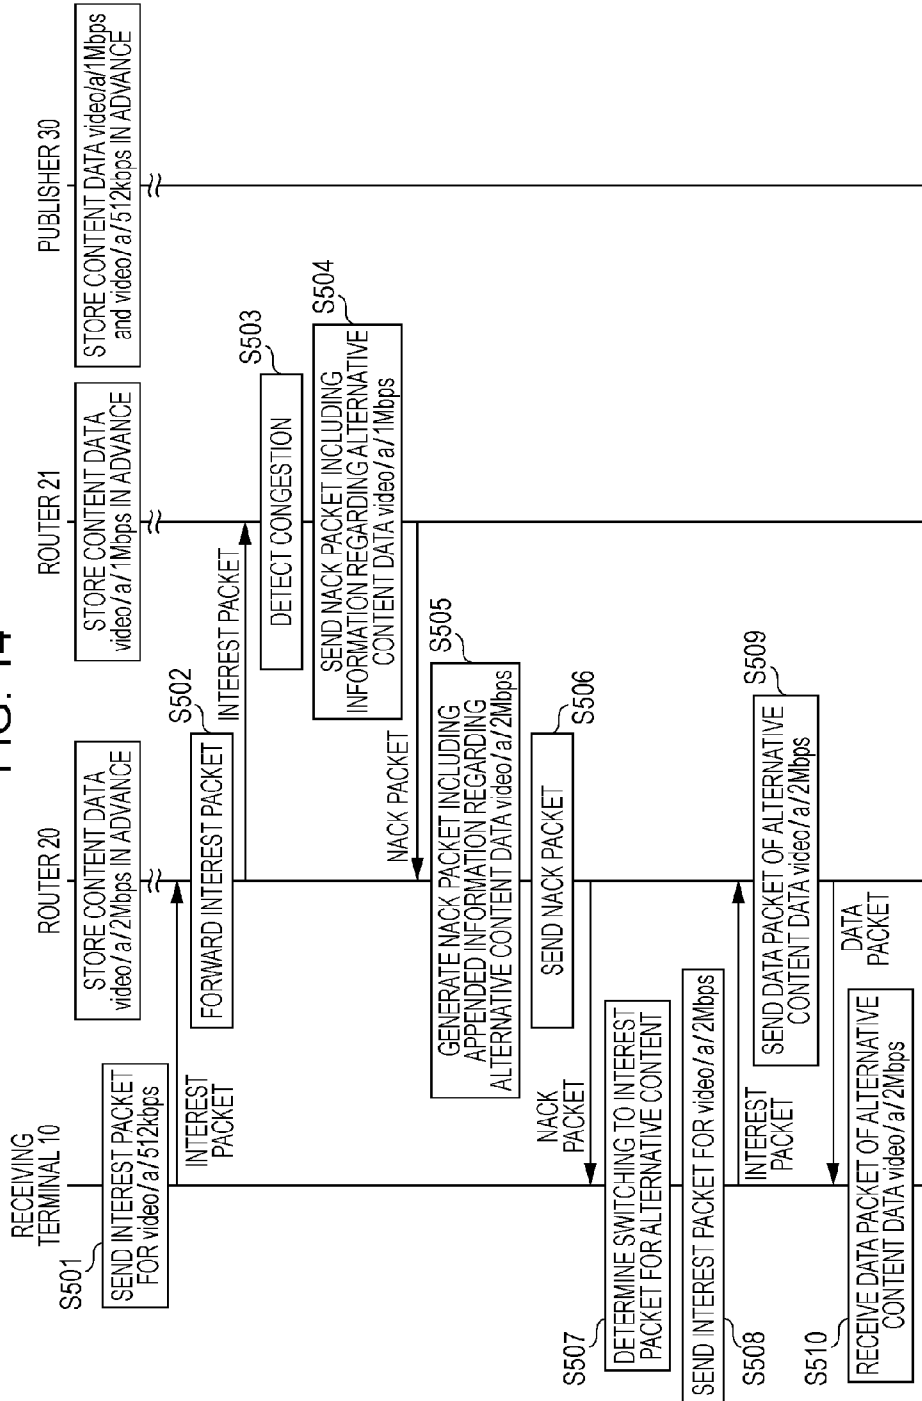 FIG. 14
RECEIVING
TERMINAL 10
ROUTER 20
ROUTER 21
PUBLISHER 30
STORE CONTENT DATA
video/a/2Mbps IN ADVANCE
STORE CONTENT DATA
video/a/1Mbps IN ADVANCE
STORE CONTENT DATA video/a/1Mbps
and video/a/512kbps IN ADVANCE
S501
SEND INTEREST PACKET
FOR video/a/512kbps
INTEREST
PACKET
S502
FORWARD INTEREST PACKET
INTEREST PACKET
S503
DETECT CONGESTION
S504
SEND NACK PACKET INCLUDING
INFORMATION REGARDING ALTERNATIVE
CONTENT DATA video/a/1Mbps
NACK PACKET
S505
GENERATE NACK PACKET INCLUDING
APPENDED INFORMATION REGARDING
ALTERNATIVE CONTENT DATA video/a/2Mbps
S506
SEND NACK PACKET
NACK
PACKET
S507
DETERMINE SWITCHING TO INTEREST
PACKET FOR ALTERNATIVE CONTENT
SEND INTEREST PACKET FOR video/a/2Mbps
S508
INTEREST
PACKET
S509
SEND DATA PACKET OF ALTERNATIVE
CONTENT DATA video/a/2Mbps
DATA
PACKET
S510
RECEIVE DATA PACKET OF ALTERNATIVE
CONTENT DATA video/a/2Mbps